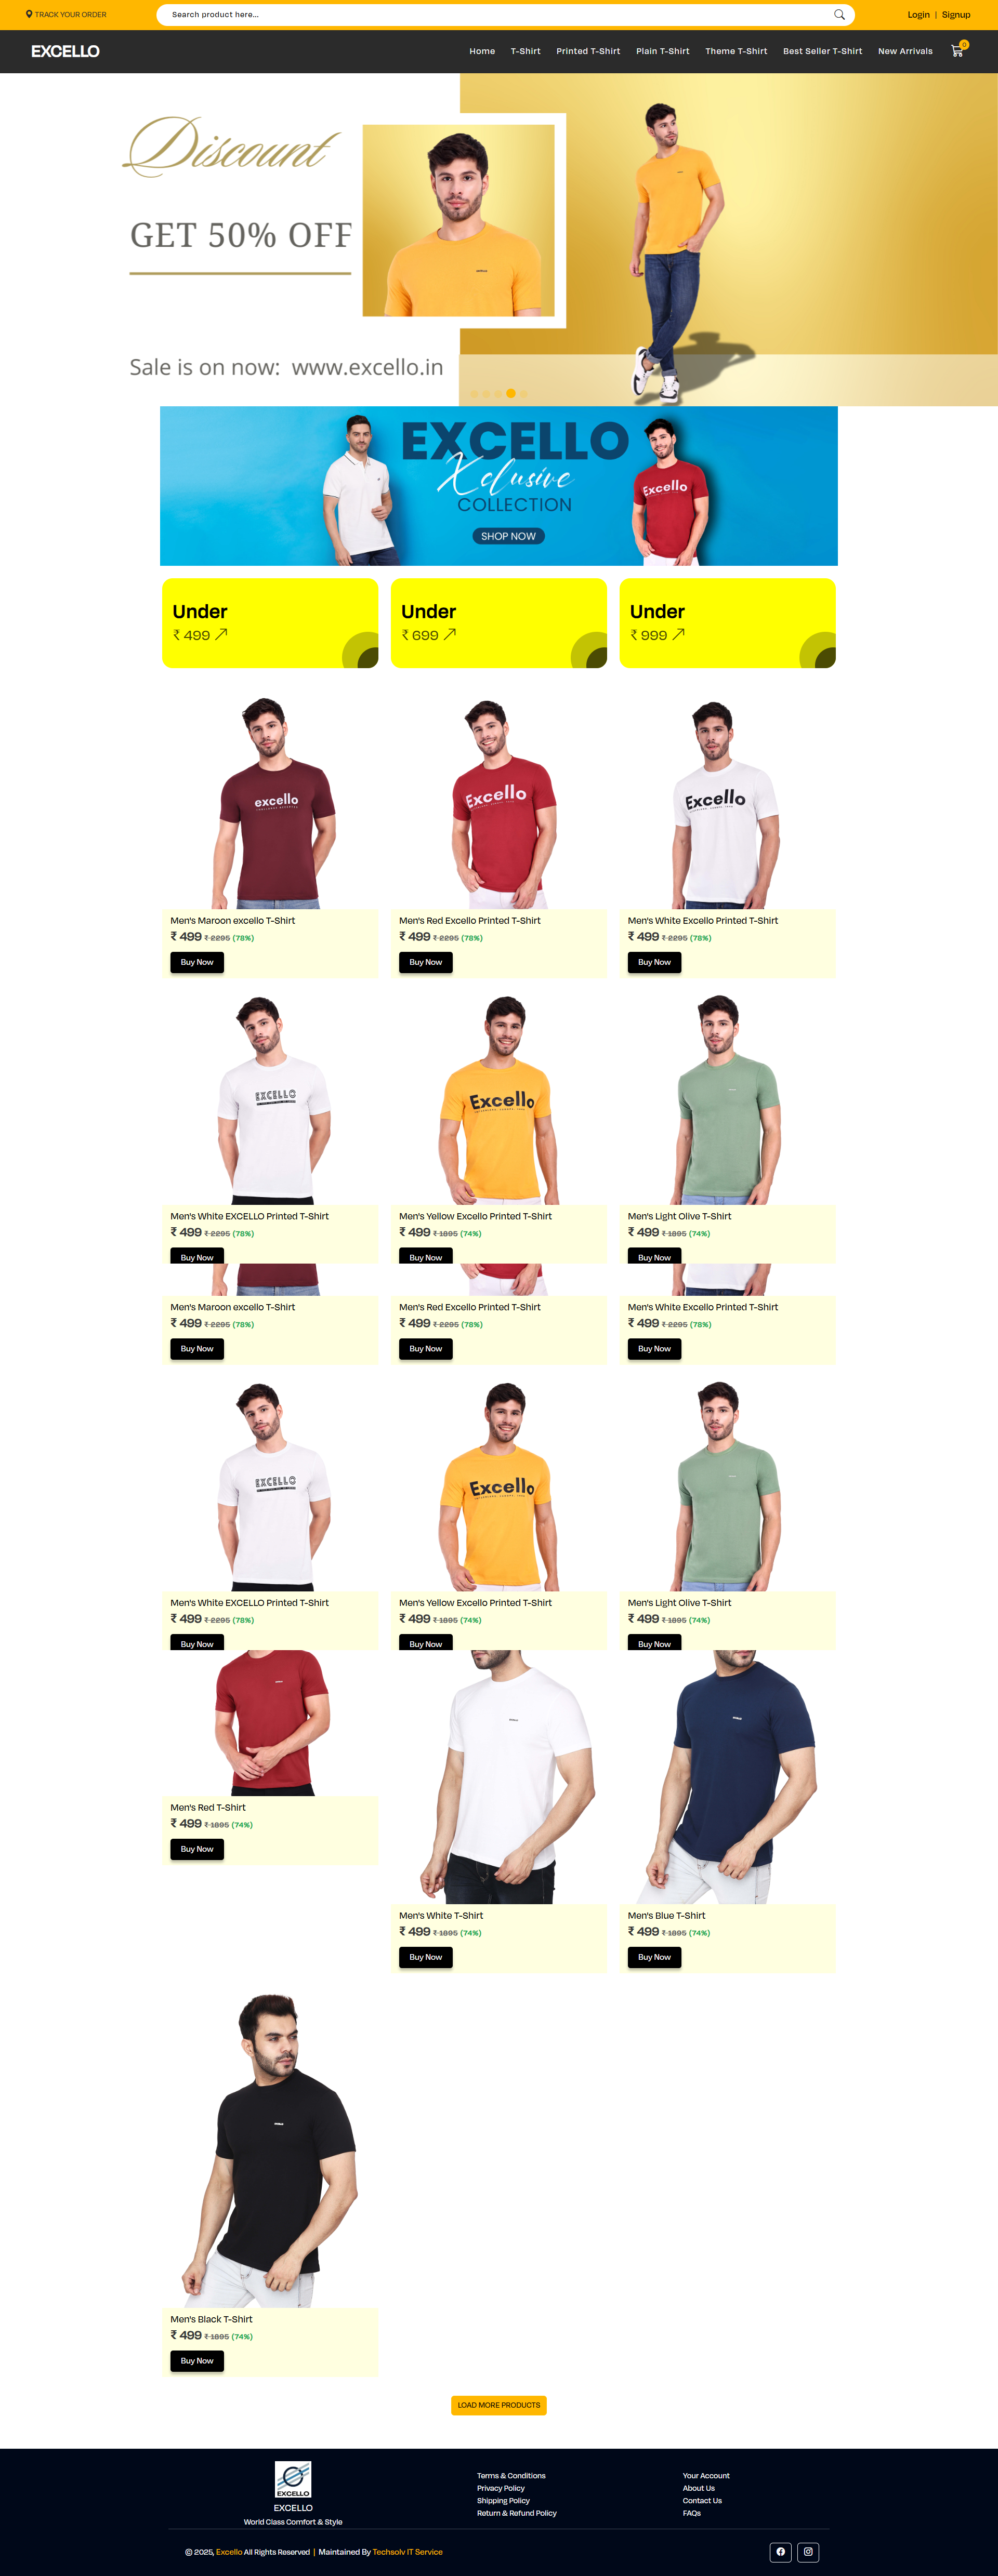 TRACK YOUR ORDER
Search product here...
Login | Signup
EXCELLO
Home T-Shirt Printed T-Shirt Plain T-Shirt Theme T-Shirt Best Seller T-Shirt New Arrivals
0
Discount
GET 50% OFF
Sale is on now: www.excello.in
EXCELLO
Xclusive
COLLECTION
SHOP NOW
Excello
Under
₹ 499
Under
₹ 699
Under
₹ 999
excello
Excello
Excello
Men's Maroon excello T-Shirt
₹ 499 ₹ 2295 (78%)
Buy Now
Men's Red Excello Printed T-Shirt
₹ 499 ₹ 2295 (78%)
Buy Now
Men's White Excello Printed T-Shirt
₹ 499 ₹ 2295 (78%)
Buy Now
EXCELLO
Excello
Men's White EXCELLO Printed T-Shirt
₹ 499 ₹ 2295 (78%)
Buy Now
Men's Yellow Excello Printed T-Shirt
₹ 499 ₹ 1895 (74%)
Buy Now
Men's Light Olive T-Shirt
₹ 499 ₹ 1895 (74%)
Buy Now
Men's Maroon excello T-Shirt
₹ 499 ₹ 2295 (78%)
Buy Now
Men's Red Excello Printed T-Shirt
₹ 499 ₹ 2295 (78%)
Buy Now
Men's White Excello Printed T-Shirt
₹ 499 ₹ 2295 (78%)
Buy Now
EXCELLO
Excello
Men's White EXCELLO Printed T-Shirt
₹ 499 ₹ 2295 (78%)
Buy Now
Men's Yellow Excello Printed T-Shirt
₹ 499 ₹ 1895 (74%)
Buy Now
Men's Light Olive T-Shirt
₹ 499 ₹ 1895 (74%)
Buy Now
Men's Red T-Shirt
₹ 499 ₹ 1895 (74%)
Buy Now
Men's White T-Shirt
₹ 499 ₹ 1895 (74%)
Buy Now
Men's Blue T-Shirt
₹ 499 ₹ 1895 (74%)
Buy Now
Men's Black T-Shirt
₹ 499 ₹ 1895 (74%)
Buy Now
LOAD MORE PRODUCTS
EXCELLO
EXCELLO
World Class Comfort & Style
Terms & Conditions
Privacy Policy
Shipping Policy
Return & Refund Policy
Your Account
About Us
Contact Us
FAQs
© 2025, Excello All Rights Reserved | Maintained By Techsolv IT Service